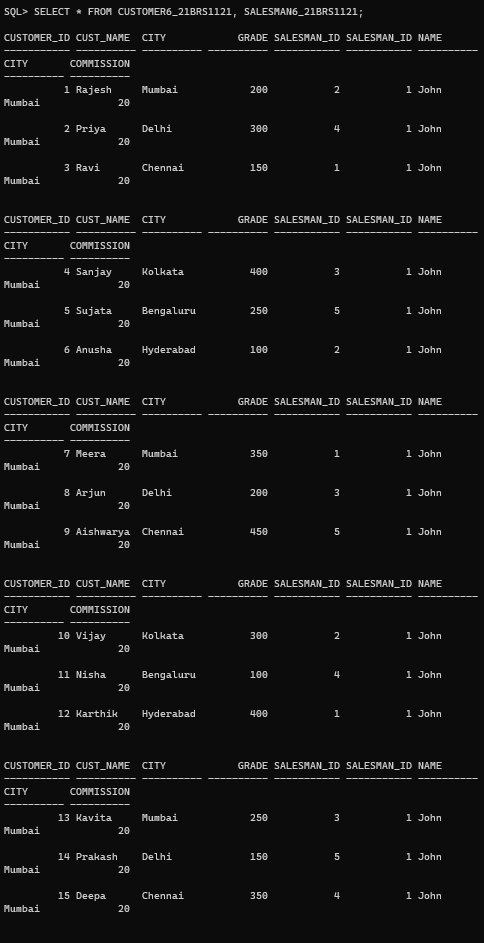 SQL> SELECT * FROM CUSTOMER6_21BRS1121, SALESMAN6_21BRS1121;
CUSTOMER_ID CUST_NAME  CITY            GRADE SALESMAN_ID SALESMAN_ID NAME
----------- ---------- ---------- ---------- ----------- ----------- ----------
CITY       COMMISSION
---------- ----------
          1 Rajesh     Mumbai            200           2           1 John
Mumbai             20
          2 Priya      Delhi             300           4           1 John
Mumbai             20
          3 Ravi       Chennai           150           1           1 John
Mumbai             20
CUSTOMER_ID CUST_NAME  CITY            GRADE SALESMAN_ID SALESMAN_ID NAME
----------- ---------- ---------- ---------- ----------- ----------- ----------
CITY       COMMISSION
---------- ----------
          4 Sanjay     Kolkata           400           3           1 John
Mumbai             20
          5 Sujata     Bengaluru         250           5           1 John
Mumbai             20
          6 Anusha     Hyderabad         100           2           1 John
Mumbai             20
CUSTOMER_ID CUST_NAME  CITY            GRADE SALESMAN_ID SALESMAN_ID NAME
----------- ---------- ---------- ---------- ----------- ----------- ----------
CITY       COMMISSION
---------- ----------
          7 Meera      Mumbai            350           1           1 John
Mumbai             20
          8 Arjun      Delhi             200           3           1 John
Mumbai             20
          9 Aishwarya  Chennai           450           5           1 John
Mumbai             20
CUSTOMER_ID CUST_NAME  CITY            GRADE SALESMAN_ID SALESMAN_ID NAME
----------- ---------- ---------- ---------- ----------- ----------- ----------
CITY       COMMISSION
---------- ----------
         10 Vijay      Kolkata           300           2           1 John
Mumbai             20
         11 Nisha      Bengaluru         100           4           1 John
Mumbai             20
         12 Karthik    Hyderabad         400           1           1 John
Mumbai             20
CUSTOMER_ID CUST_NAME  CITY            GRADE SALESMAN_ID SALESMAN_ID NAME
----------- ---------- ---------- ---------- ----------- ----------- ----------
CITY       COMMISSION
---------- ----------
         13 Kavita     Mumbai            250           3           1 John
Mumbai             20
         14 Prakash    Delhi             150           5           1 John
Mumbai             20
         15 Deepa      Chennai           350           4           1 John
Mumbai             20